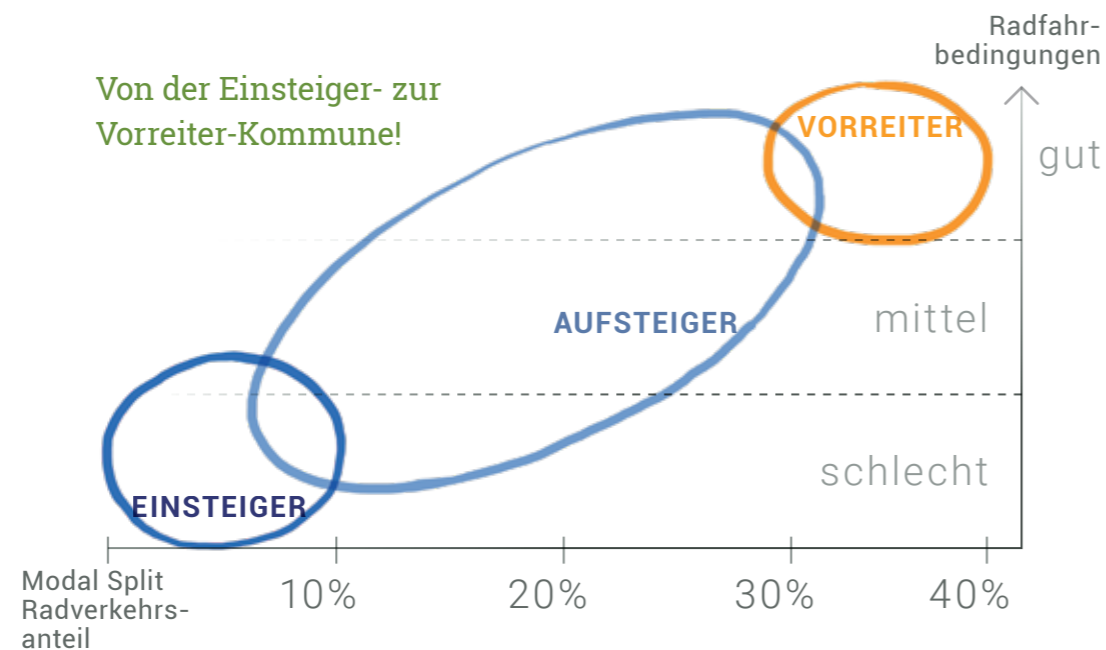 Radfahr-
bedingungen
Von der Einsteiger- zur
Vorreiter-Kommune!
VORREITER
gut
AUFSTEIGER
mittel
schlecht
EINSTEIGER
Modal Split
Radverkehrs-
anteil
10%
20%
30%
40%